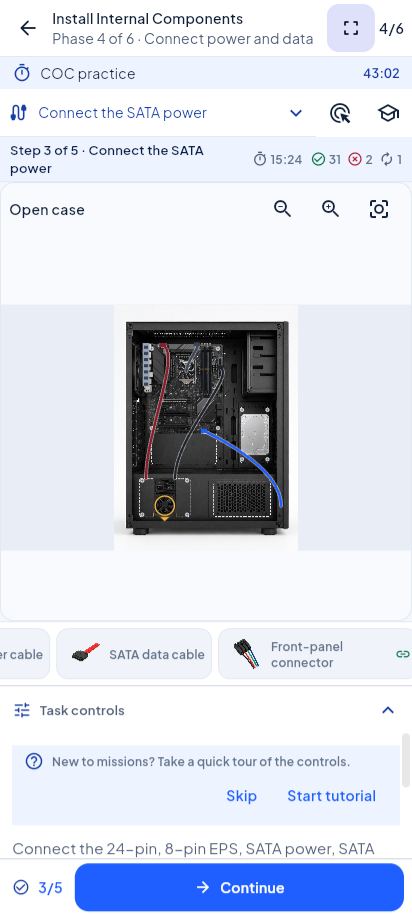 Install Internal Components
Phase 4 of 6 · Connect power and data
4/6
COC practice
43:02
Connect the SATA power
Step 3 of 5 · Connect the SATA
power
15:24
31
2
1
Open case
er cable
SATA data cable
Front-panel
connector
Task controls
New to missions? Take a quick tour of the controls.
Skip
Start tutorial
Connect the 24-pin, 8-pin EPS, SATA power, SATA
3/5
Continue